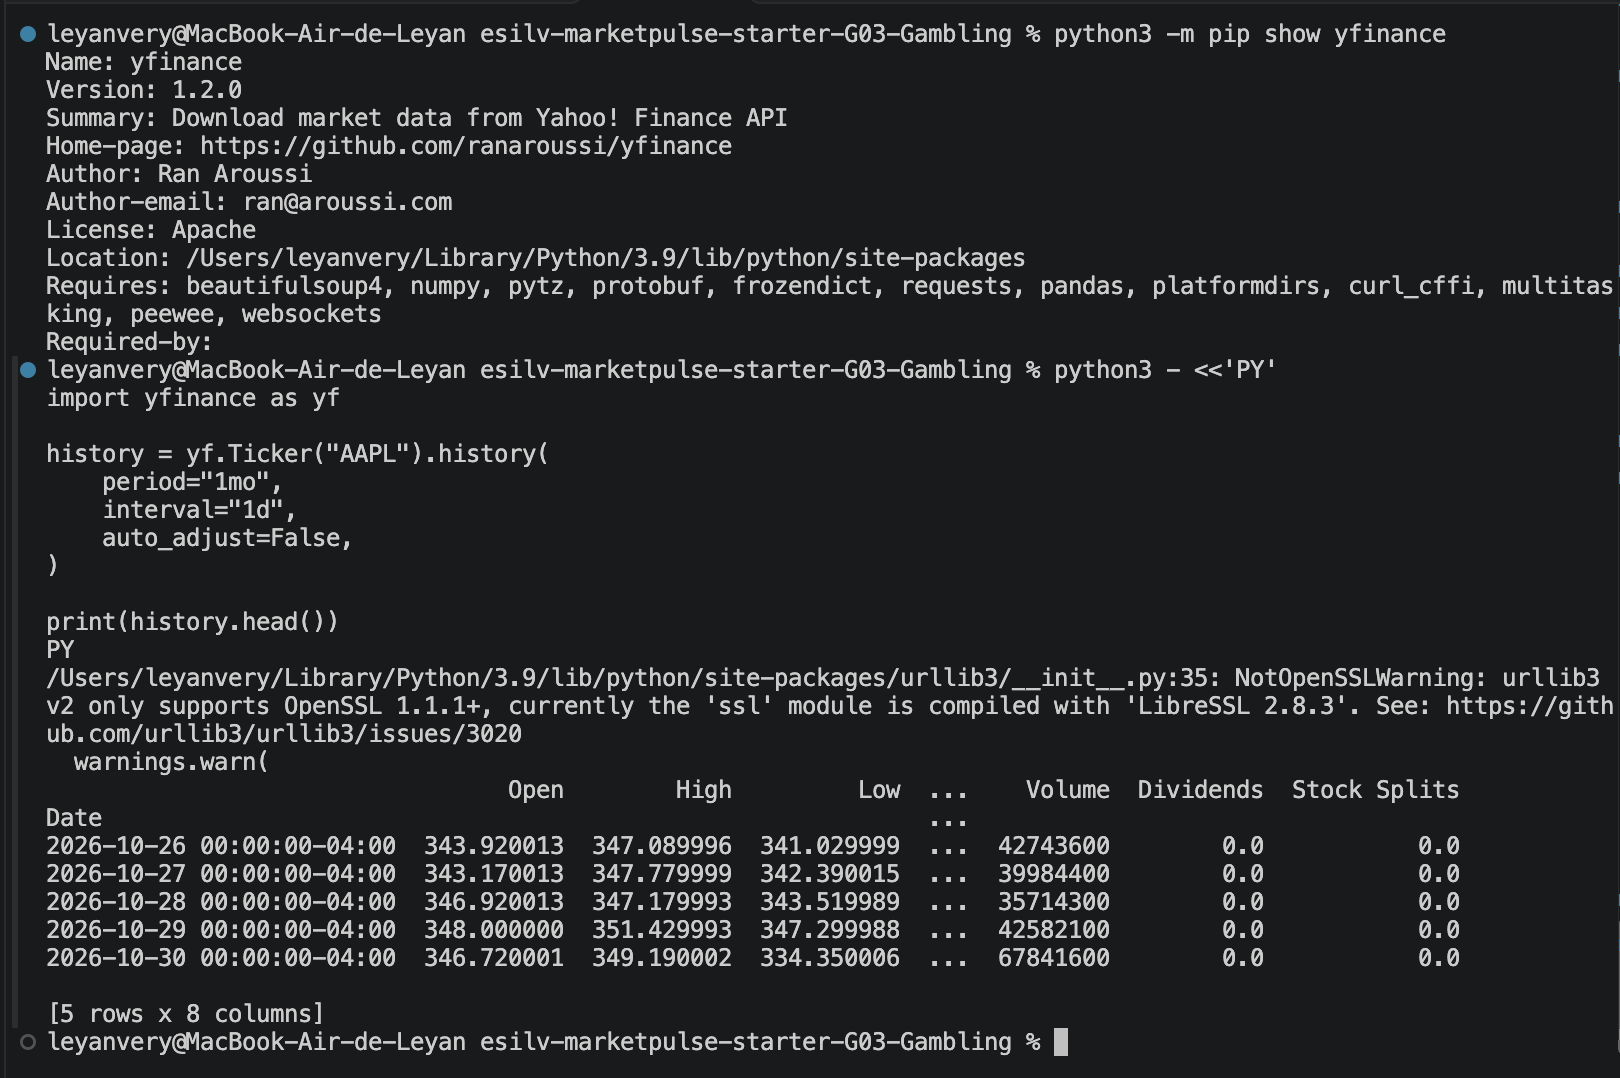 leyanvery@MacBook-Air-de-Leyan esilv-marketpulse-starter-G03-Gambling % python3 -m pip show yfinance
Name: yfinance
Version: 1.2.0
Summary: Download market data from Yahoo! Finance API
Home-page: https://github.com/ranaroussi/yfinance
Author: Ran Aroussi
Author-email: ran@aroussi.com
License: Apache
Location: /Users/leyanvery/Library/Python/3.9/lib/python/site-packages
Requires: beautifulsoup4, numpy, pytz, protobuf, frozendict, requests, pandas, platformdirs, curl_cffi, multitas
king, peewee, websockets
Required-by:
leyanvery@MacBook-Air-de-Leyan esilv-marketpulse-starter-G03-Gambling % python3 - <<'PY'
import yfinance as yf

history = yf.Ticker("AAPL").history(
    period="1mo",
    interval="1d",
    auto_adjust=False,
)

print(history.head())
PY
/Users/leyanvery/Library/Python/3.9/lib/python/site-packages/urllib3/__init__.py:35: NotOpenSSLWarning: urllib3
v2 only supports OpenSSL 1.1.1+, currently the 'ssl' module is compiled with 'LibreSSL 2.8.3'. See: https://gith
ub.com/urllib3/urllib3/issues/3020
  warnings.warn(
                                 Open        High         Low  ...    Volume  Dividends  Stock Splits
Date                                                           ...
2026-10-26 00:00:00-04:00  343.920013  347.089996  341.029999  ...  42743600        0.0           0.0
2026-10-27 00:00:00-04:00  343.170013  347.779999  342.390015  ...  39984400        0.0           0.0
2026-10-28 00:00:00-04:00  346.920013  347.179993  343.519989  ...  35714300        0.0           0.0
2026-10-29 00:00:00-04:00  348.000000  351.429993  347.299988  ...  42582100        0.0           0.0
2026-10-30 00:00:00-04:00  346.720001  349.190002  334.350006  ...  67841600        0.0           0.0

[5 rows x 8 columns]
leyanvery@MacBook-Air-de-Leyan esilv-marketpulse-starter-G03-Gambling %